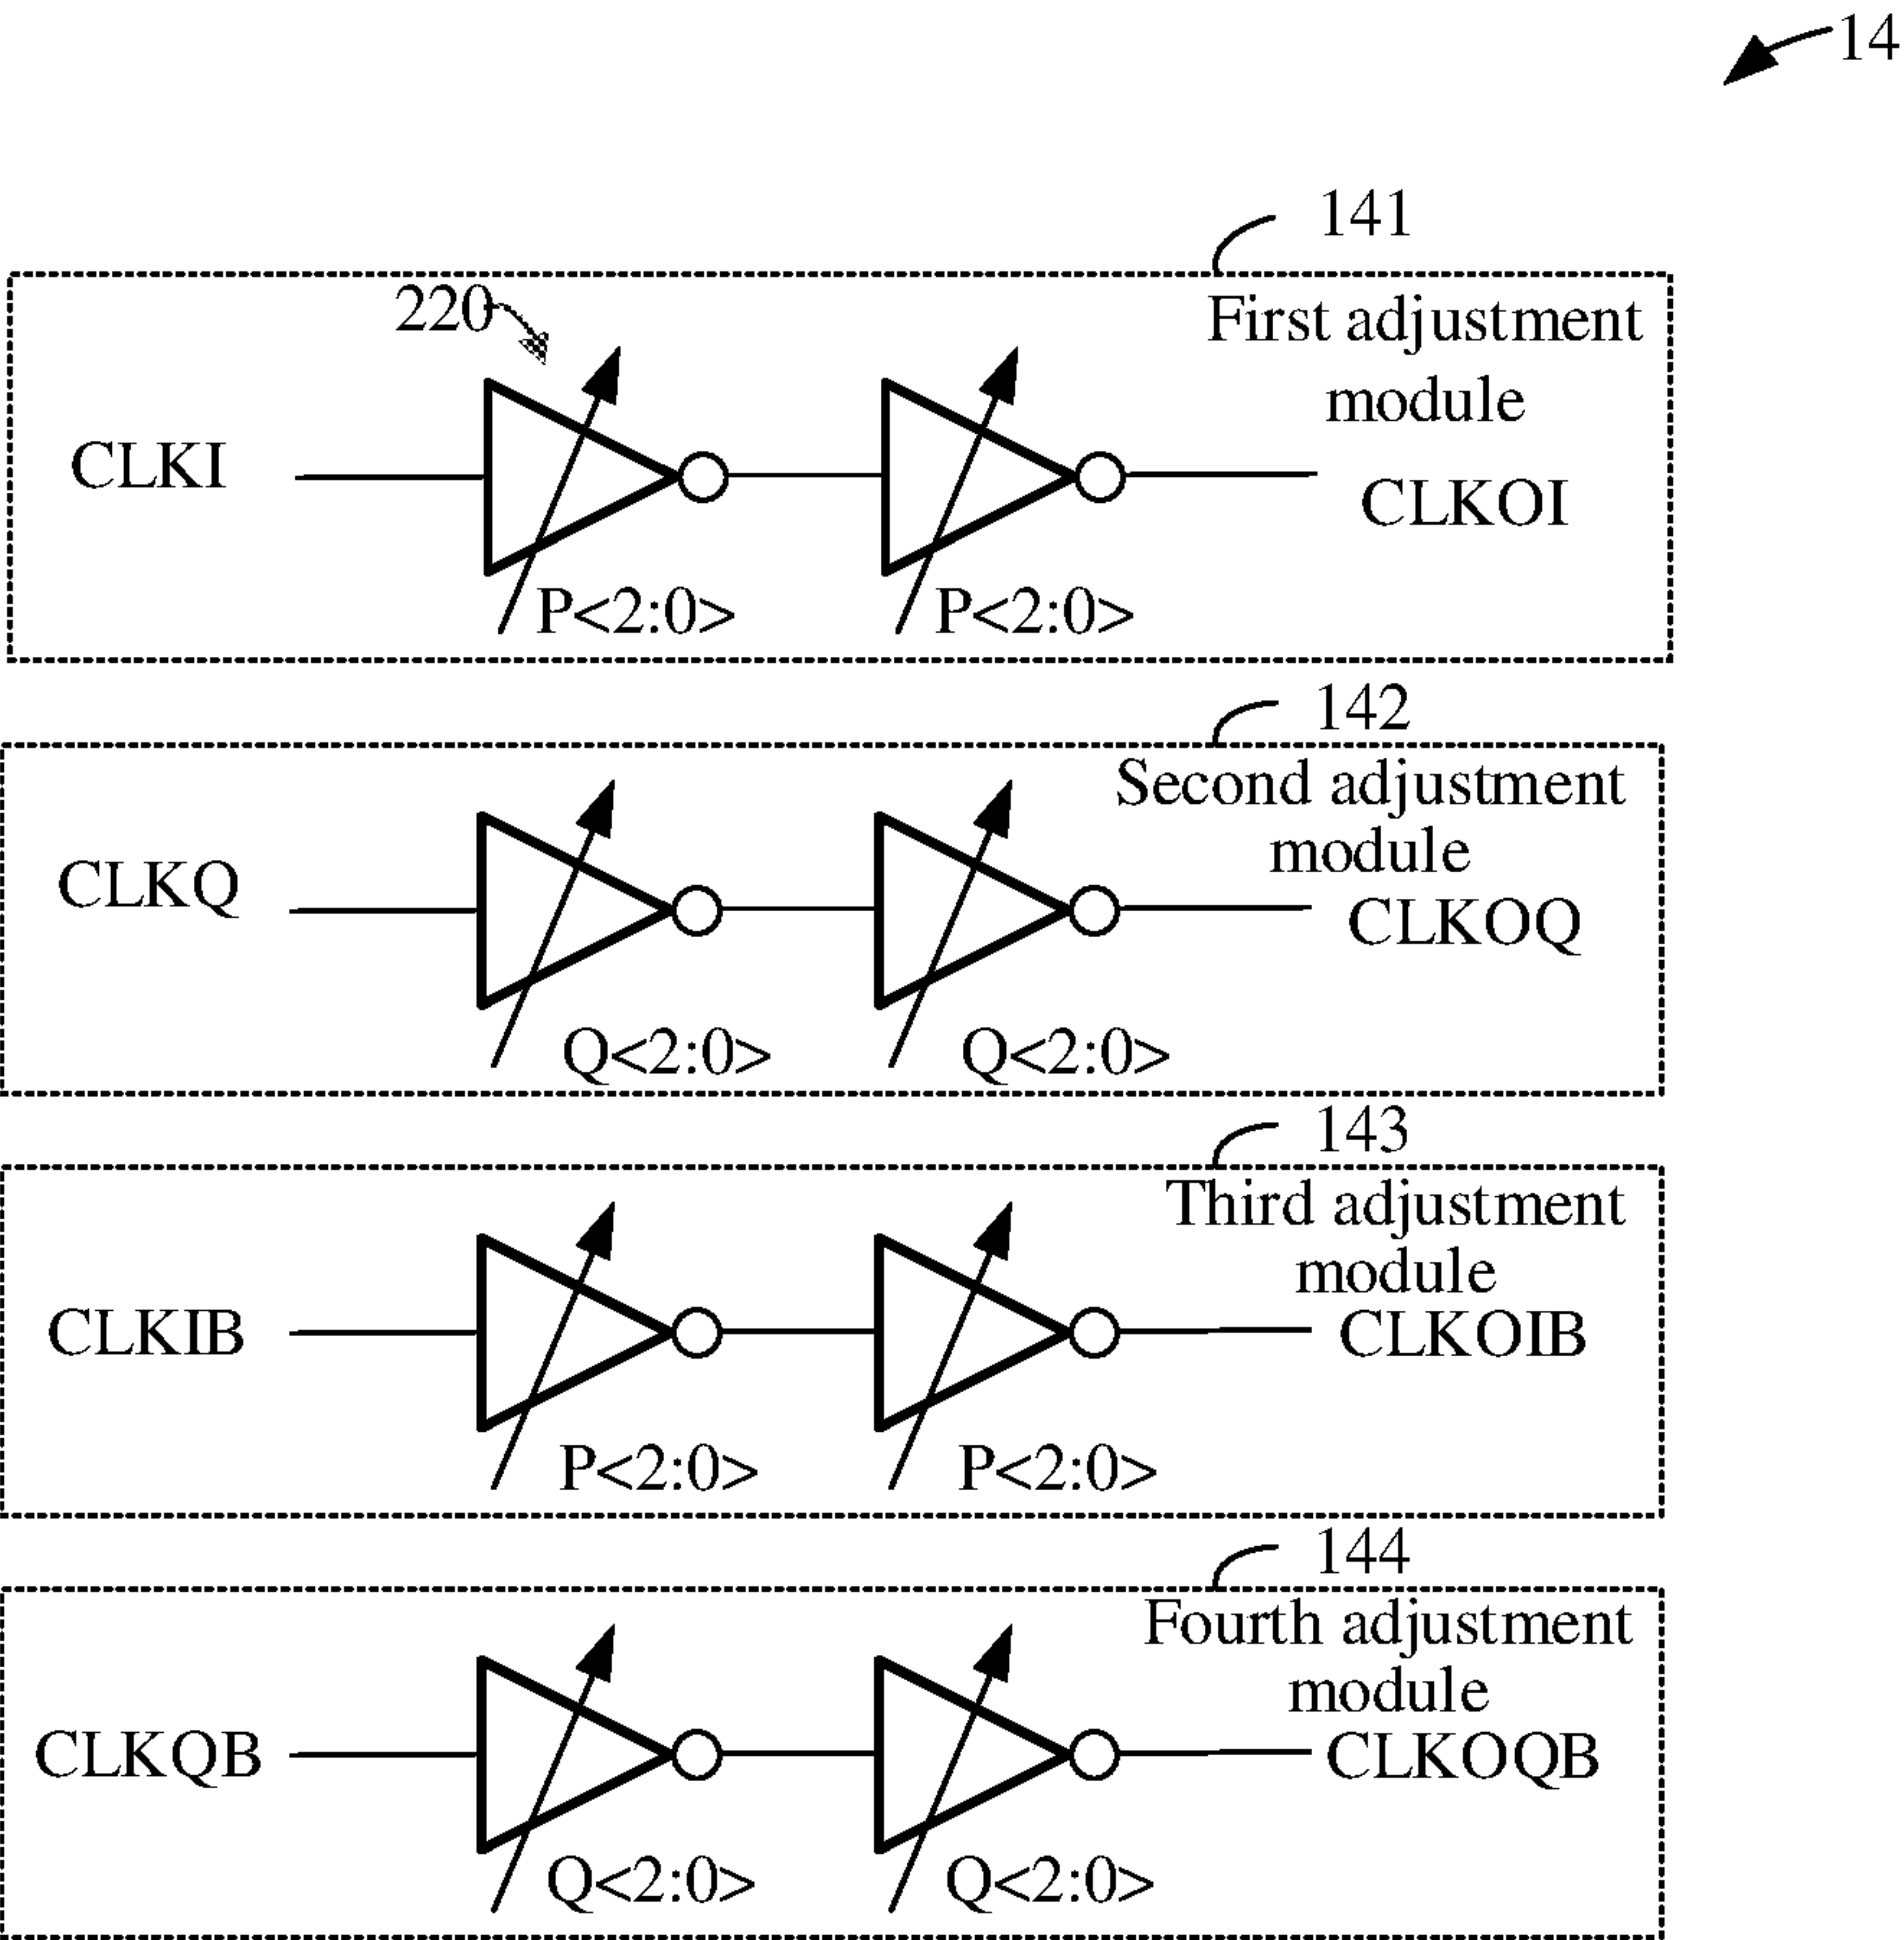 14
141
220
First adjustment
module
CLKI
CLKOI
P<2:0> P<2:0>
142
Second adjustment
module
CLKQ
CLKOQ
Q<2:0> Q<2:0>
143
Third adjustment
module
CLKIB
CLKOIB
P<2:0> P<2:0>
144
Fourth adjustment
module
CLKQB
CLKOQB
Q<2:0> Q<2:0>